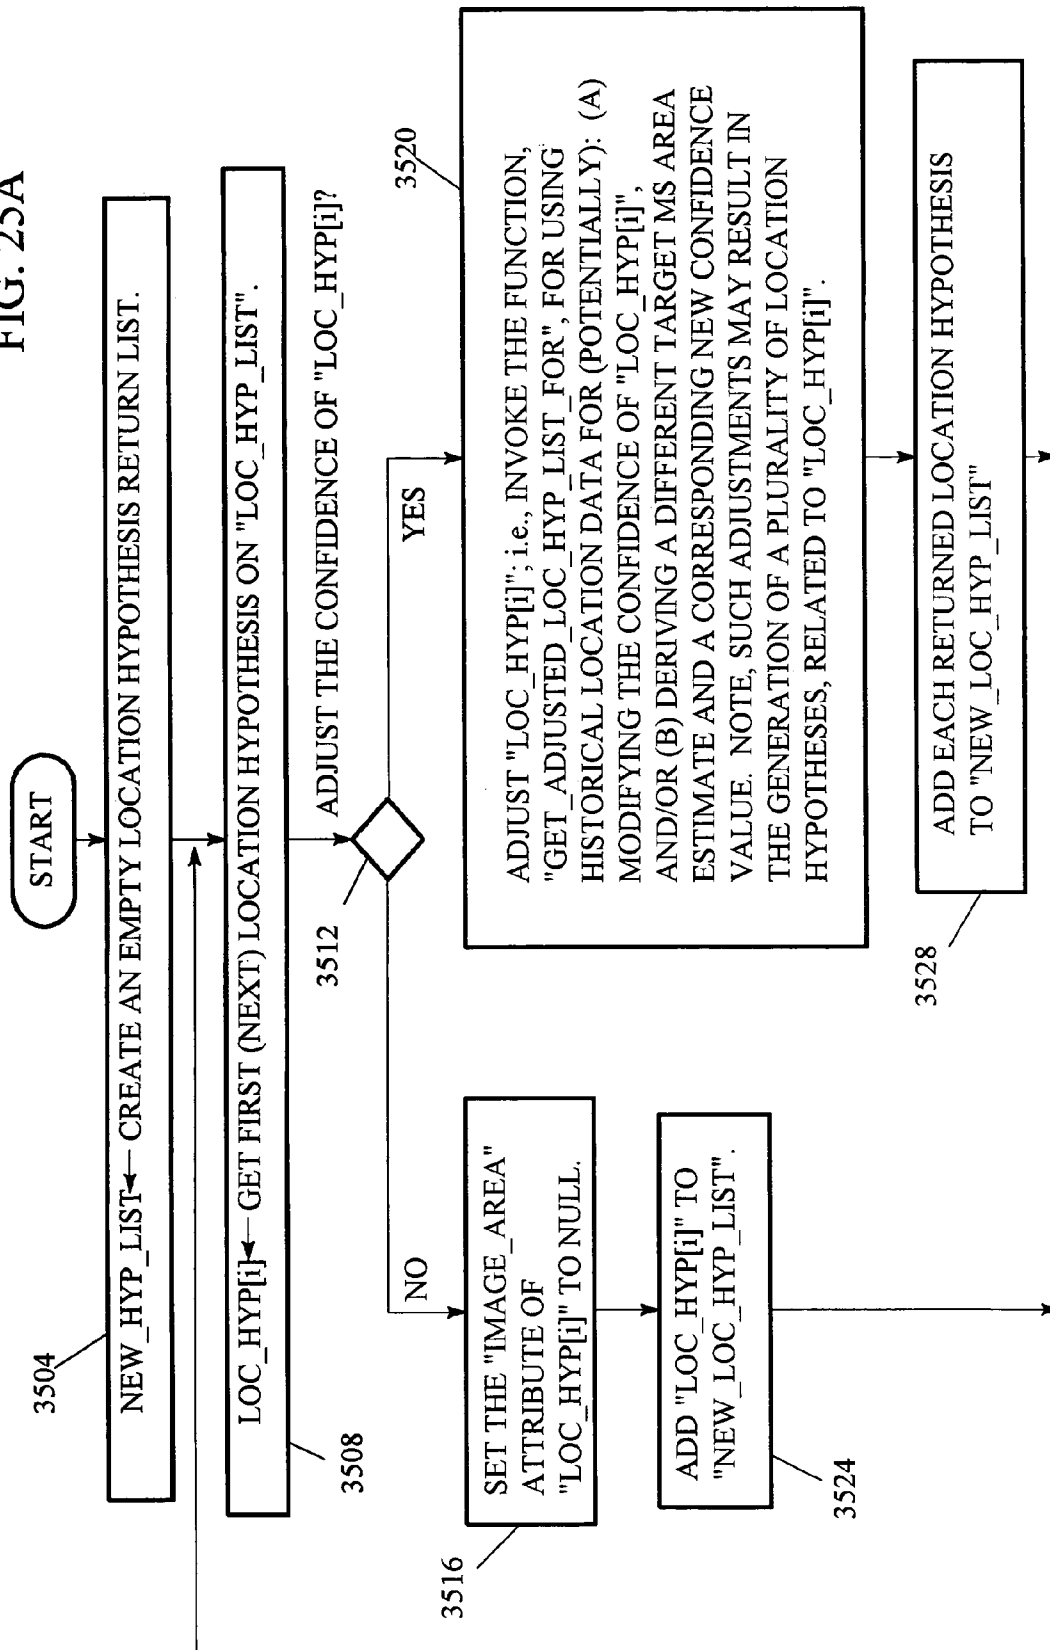 FIG. 25A
START
3504
NEW_HYP_LIST← CREATE AN EMPTY LOCATION HYPOTHESIS RETURN LIST.
LOC_HYP[i]← GET FIRST (NEXT) LOCATION HYPOTHESIS ON "LOC_HYP_LIST".
3508
ADJUST THE CONFIDENCE OF "LOC_HYP[i]?
3512
NO
YES
3516
SET THE "IMAGE_AREA"
ATTRIBUTE OF
"LOC_HYP[i]" TO NULL.
ADD "LOC_HYP[i]" TO
"NEW_LOC_HYP_LIST".
3524
3520
ADJUST "LOC_HYP[i]"; i.e., INVOKE THE FUNCTION,
"GET_ADJUSTED_LOC_HYP_LIST_FOR", FOR USING
HISTORICAL LOCATION DATA FOR (POTENTIALLY): (A)
MODIFYING THE CONFIDENCE OF "LOC_HYP[i]",
AND/OR (B) DERIVING A DIFFERENT TARGET MS AREA
ESTIMATE AND A CORRESPONDING NEW CONFIDENCE
VALUE. NOTE, SUCH ADJUSTMENTS MAY RESULT IN
THE GENERATION OF A PLURALITY OF LOCATION
HYPOTHESES, RELATED TO "LOC_HYP[i]".
ADD EACH RETURNED LOCATION HYPOTHESIS
TO "NEW_LOC_HYP_LIST"
3528